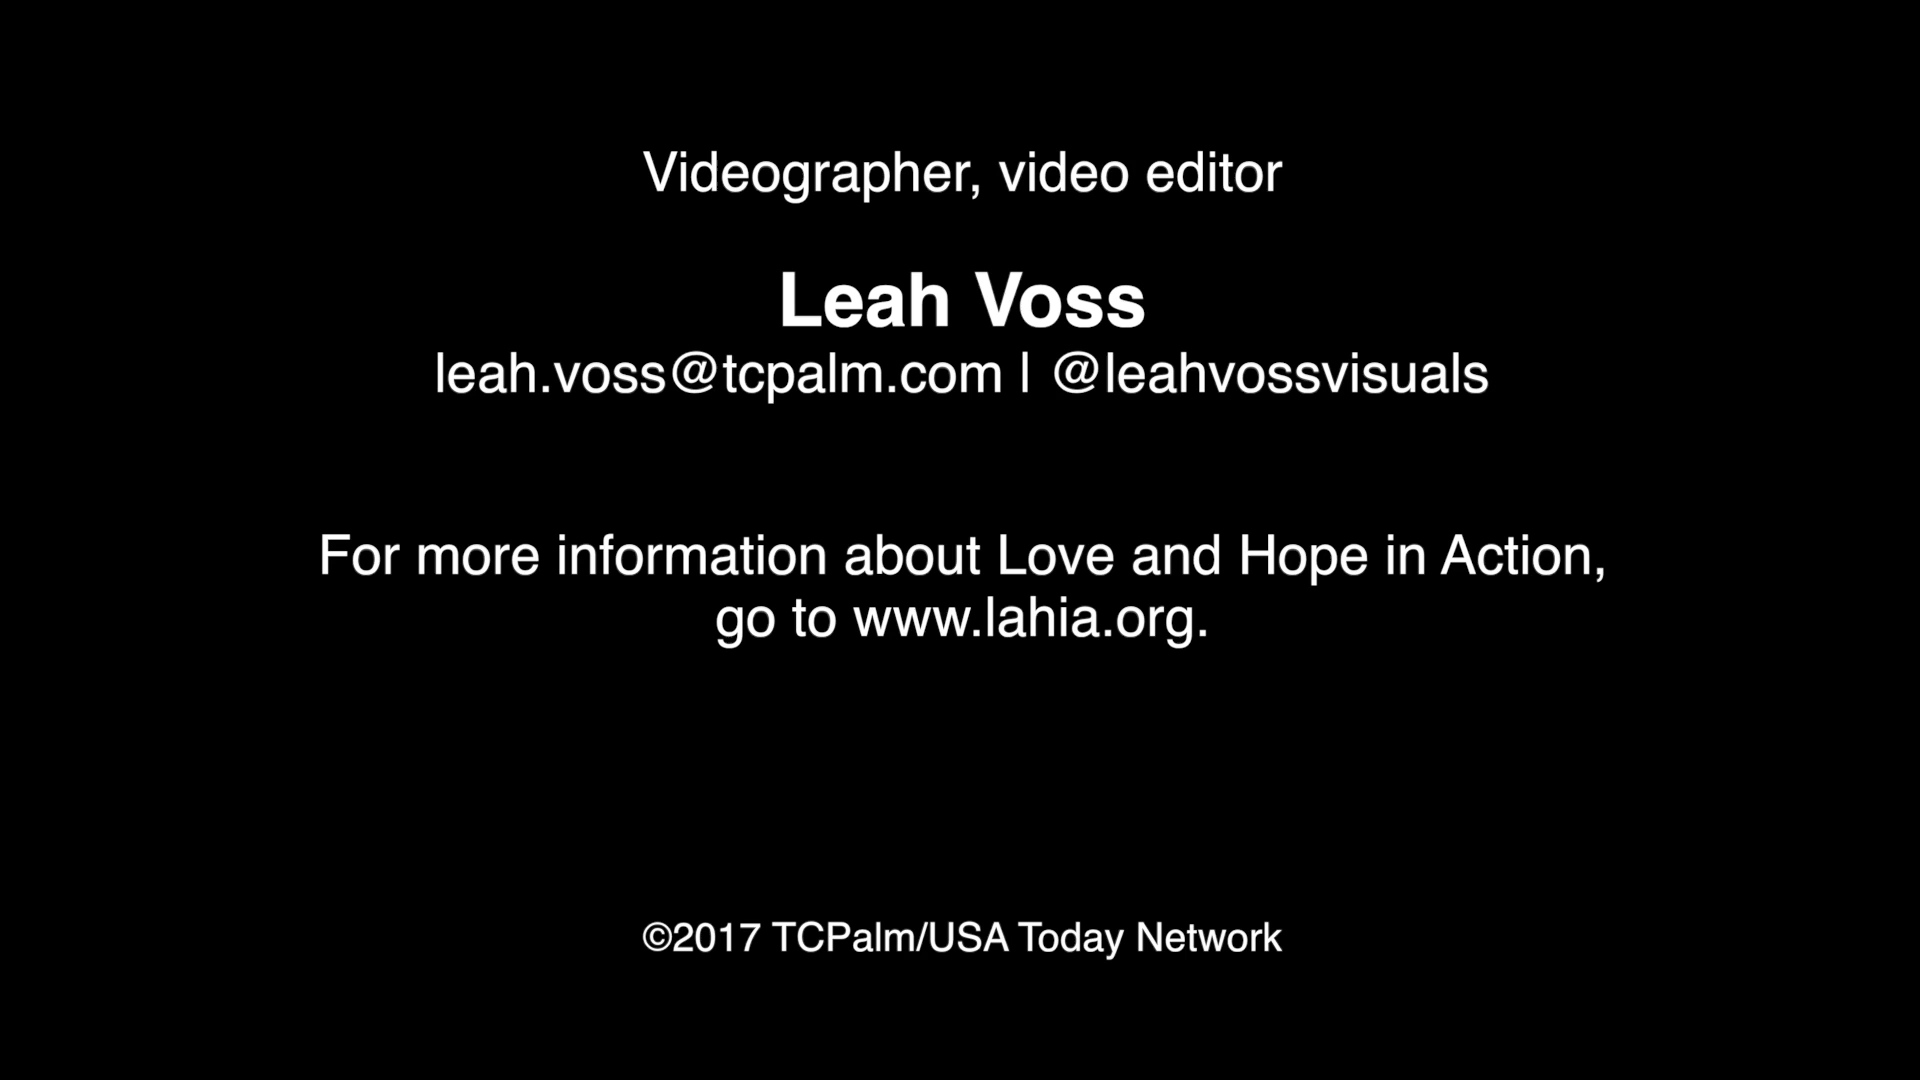 Videographer, video editor
Leah Voss
leah.voss@tcpalm.com | @leahvossvisuals
For more information about Love and Hope in Action,
go to www.lahia.org.
©2017 TCPalm/USA Today Network